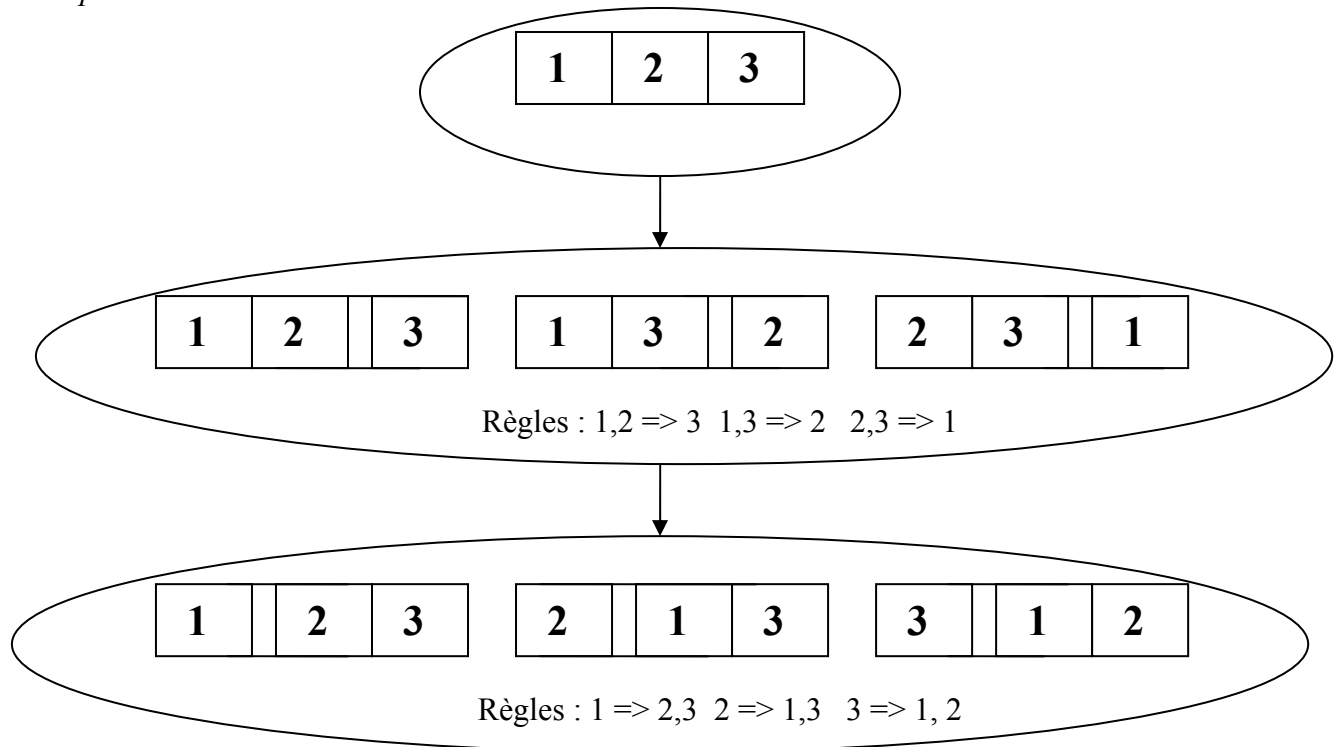 1 2 3
1 2 3 1 3 2 2 3 1
Règles : 1,2 => 3 1,3 => 2 2,3 => 1
1 2 3 2 1 3 3 1 2
Règles : 1 => 2,3 2 => 1,3 3 => 1, 2